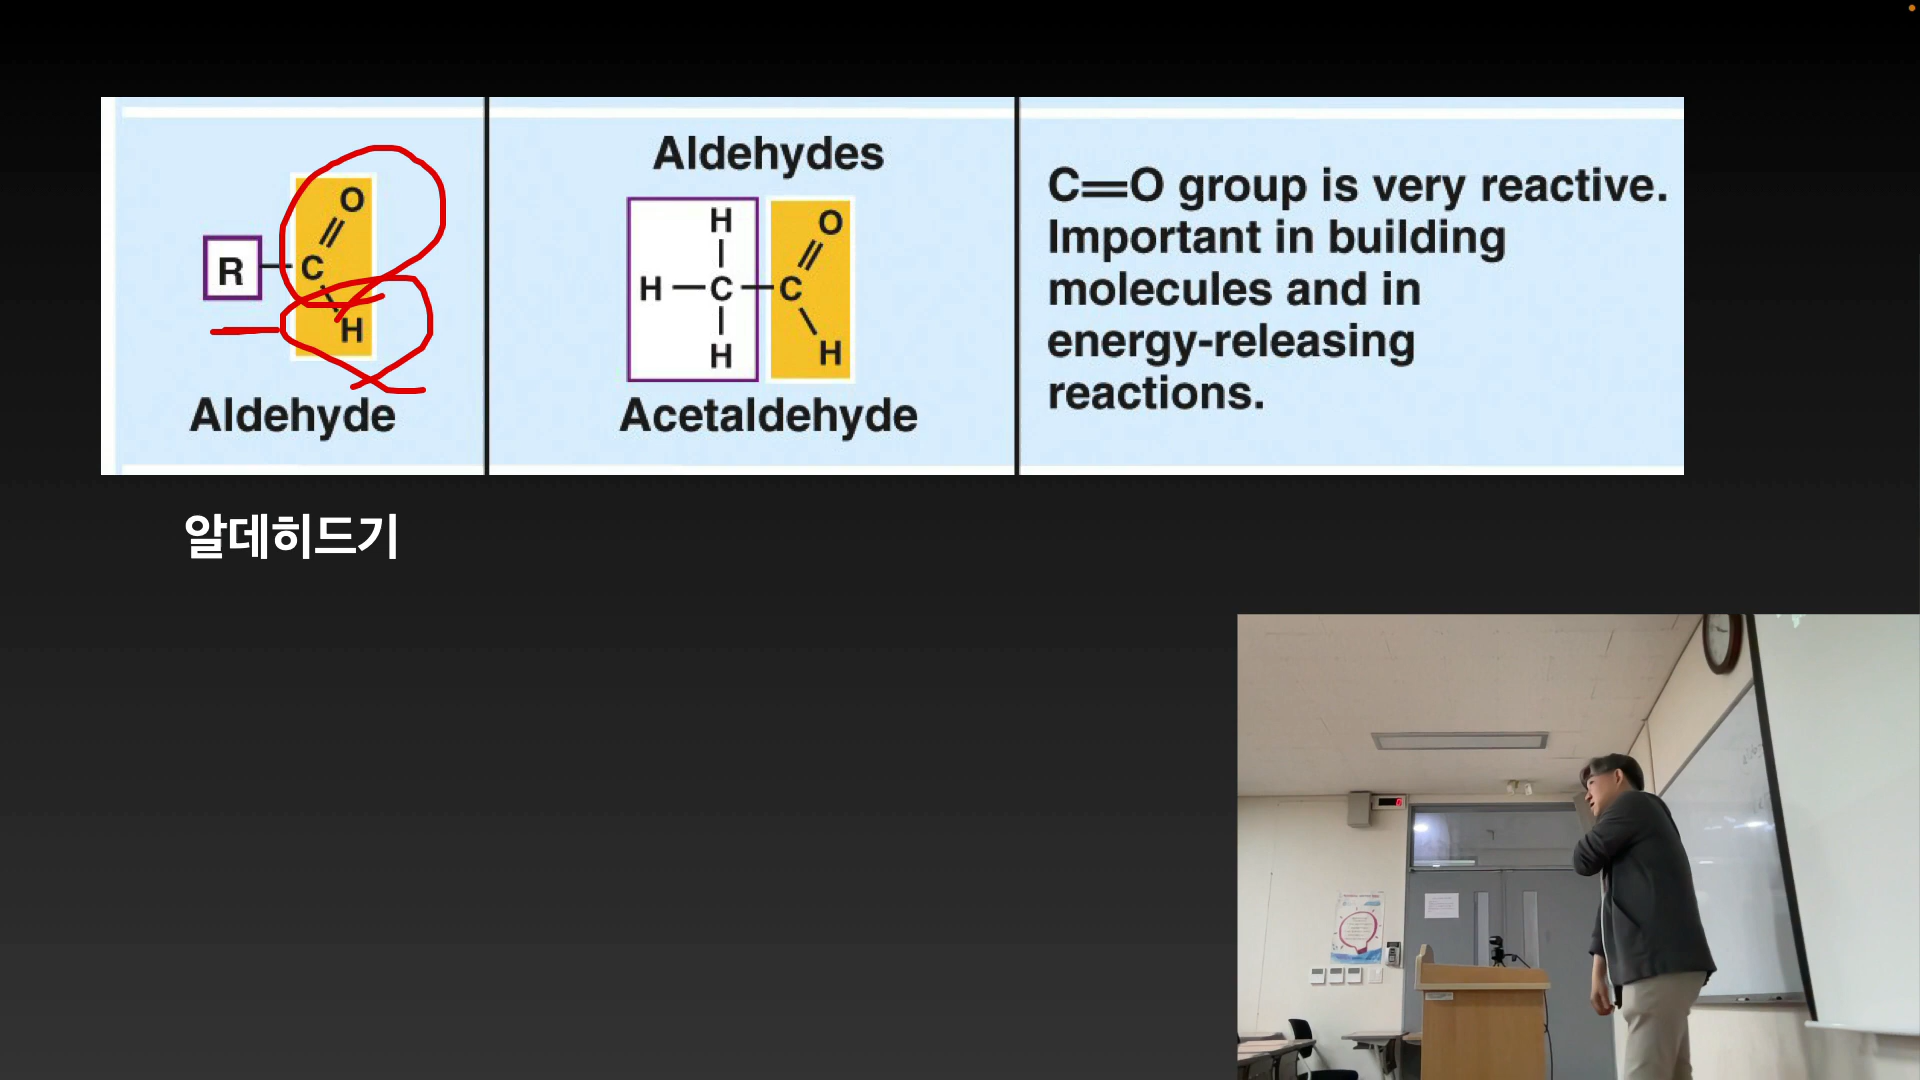 O
R
C
H
Aldehyde
Aldehydes
H
O
H C C
H
H
Acetaldehyde
C=O group is very reactive.
Important in building
molecules and in
energy-releasing
reactions.
알데히드기